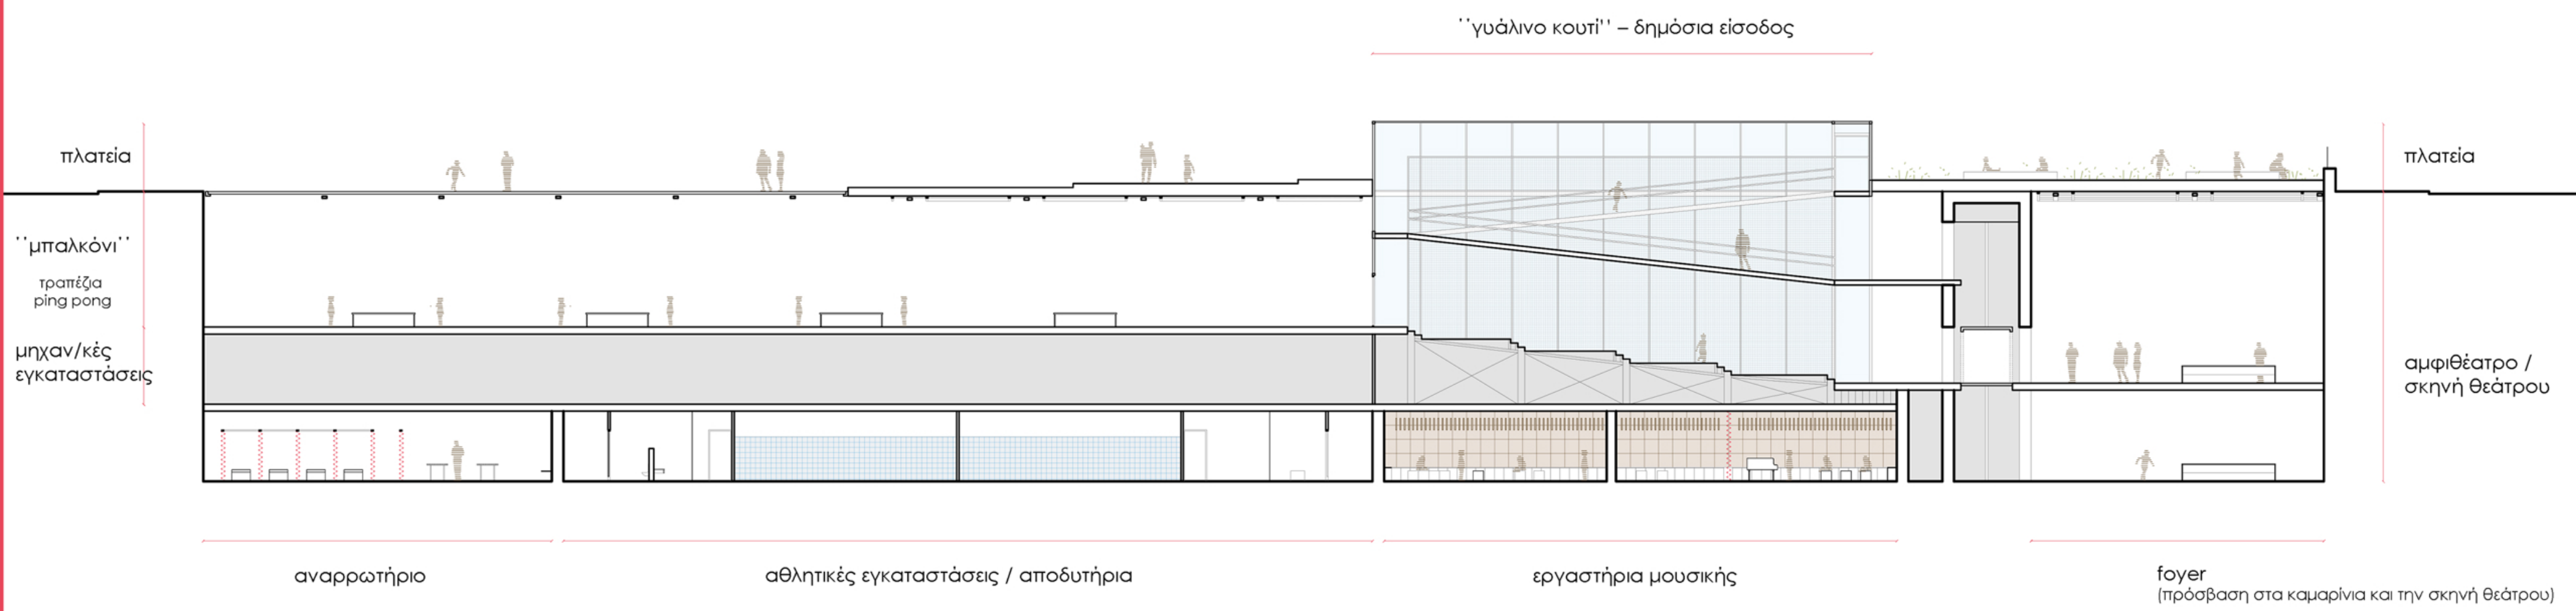 ΄΄γυάλινο κουτί΄΄ – δημόσια είσοδος
πλατεία
πλατεία
΄΄μπαλκόνι΄΄
τραπέζια
ping pong
μηχαν/κές
εγκαταστάσεις
αμφιθέατρο /
σκηνή θεάτρου
αναρρωτήριο
αθλητικές εγκαταστάσεις / αποδυτήρια
εργαστήρια μουσικής
foyer
(πρόσβαση στα καμαρίνια και την σκηνή θεάτρου)